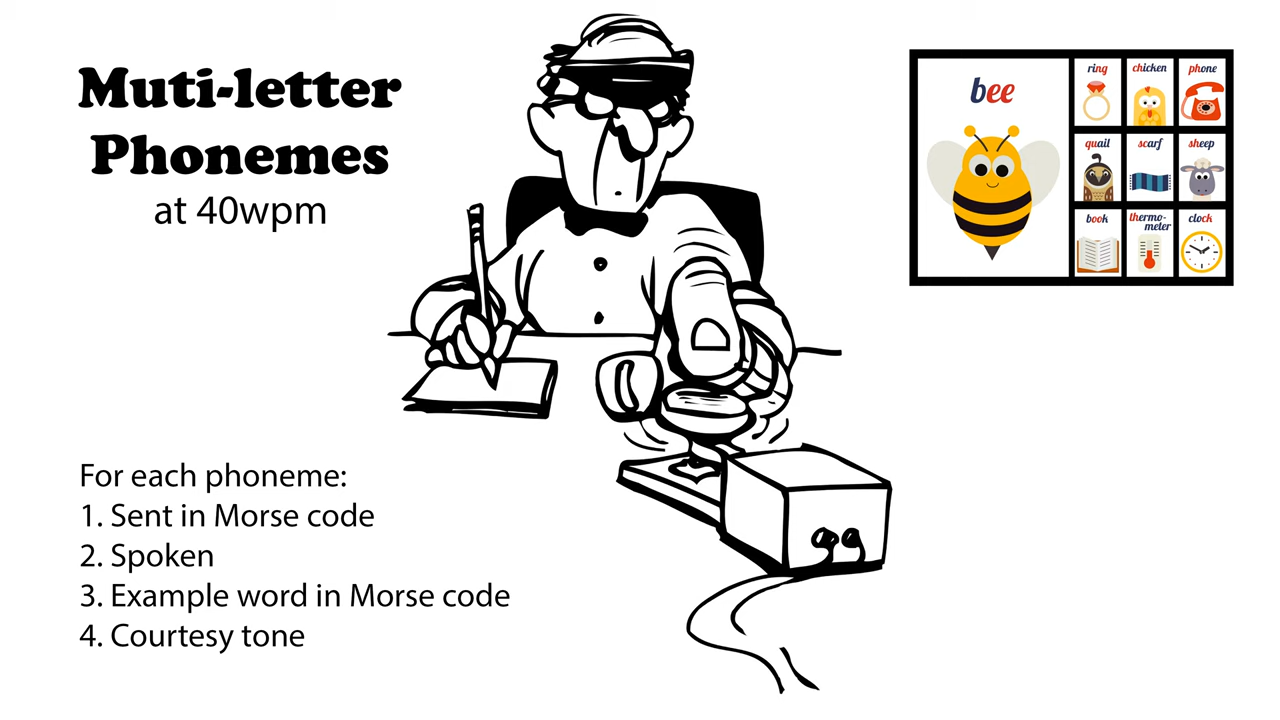 Muti-letter
Phonemes
at 40wpm
bee
ring
chicken
phone
quail
scarf
sheep
book
thermo-
meter
clock
For each phoneme:
1. Sent in Morse code
2. Spoken
3. Example word in Morse code
4. Courtesy tone